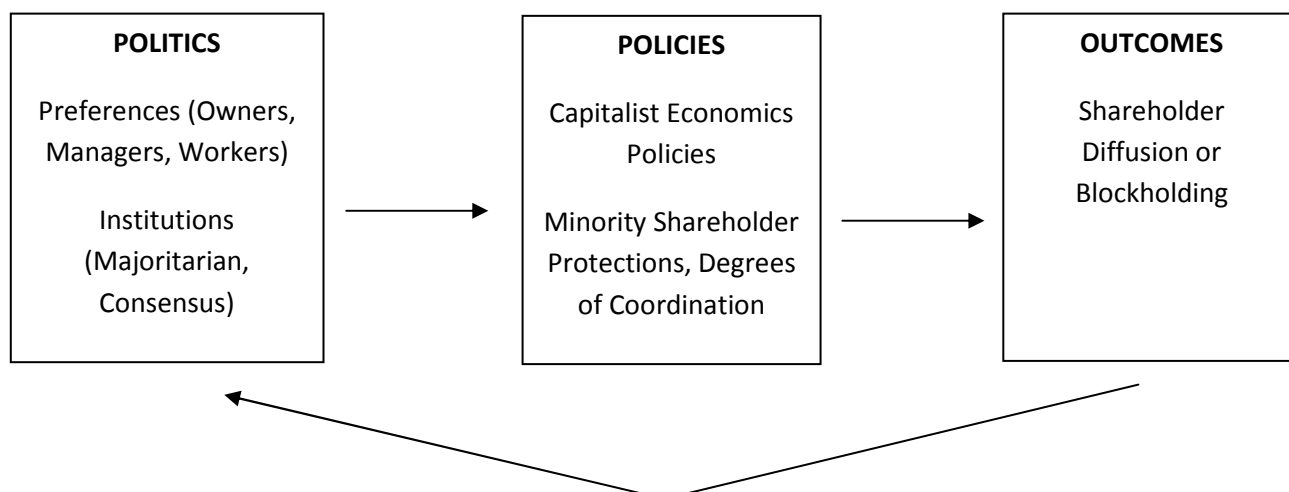 POLITICS
Preferences (Owners,
Managers, Workers)
Institutions
(Majoritarian,
Consensus)
POLICIES
Capitalist Economics
Policies
Minority Shareholder
Protections, Degrees
of Coordination
OUTCOMES
Shareholder
Diffusion or
Blockholding